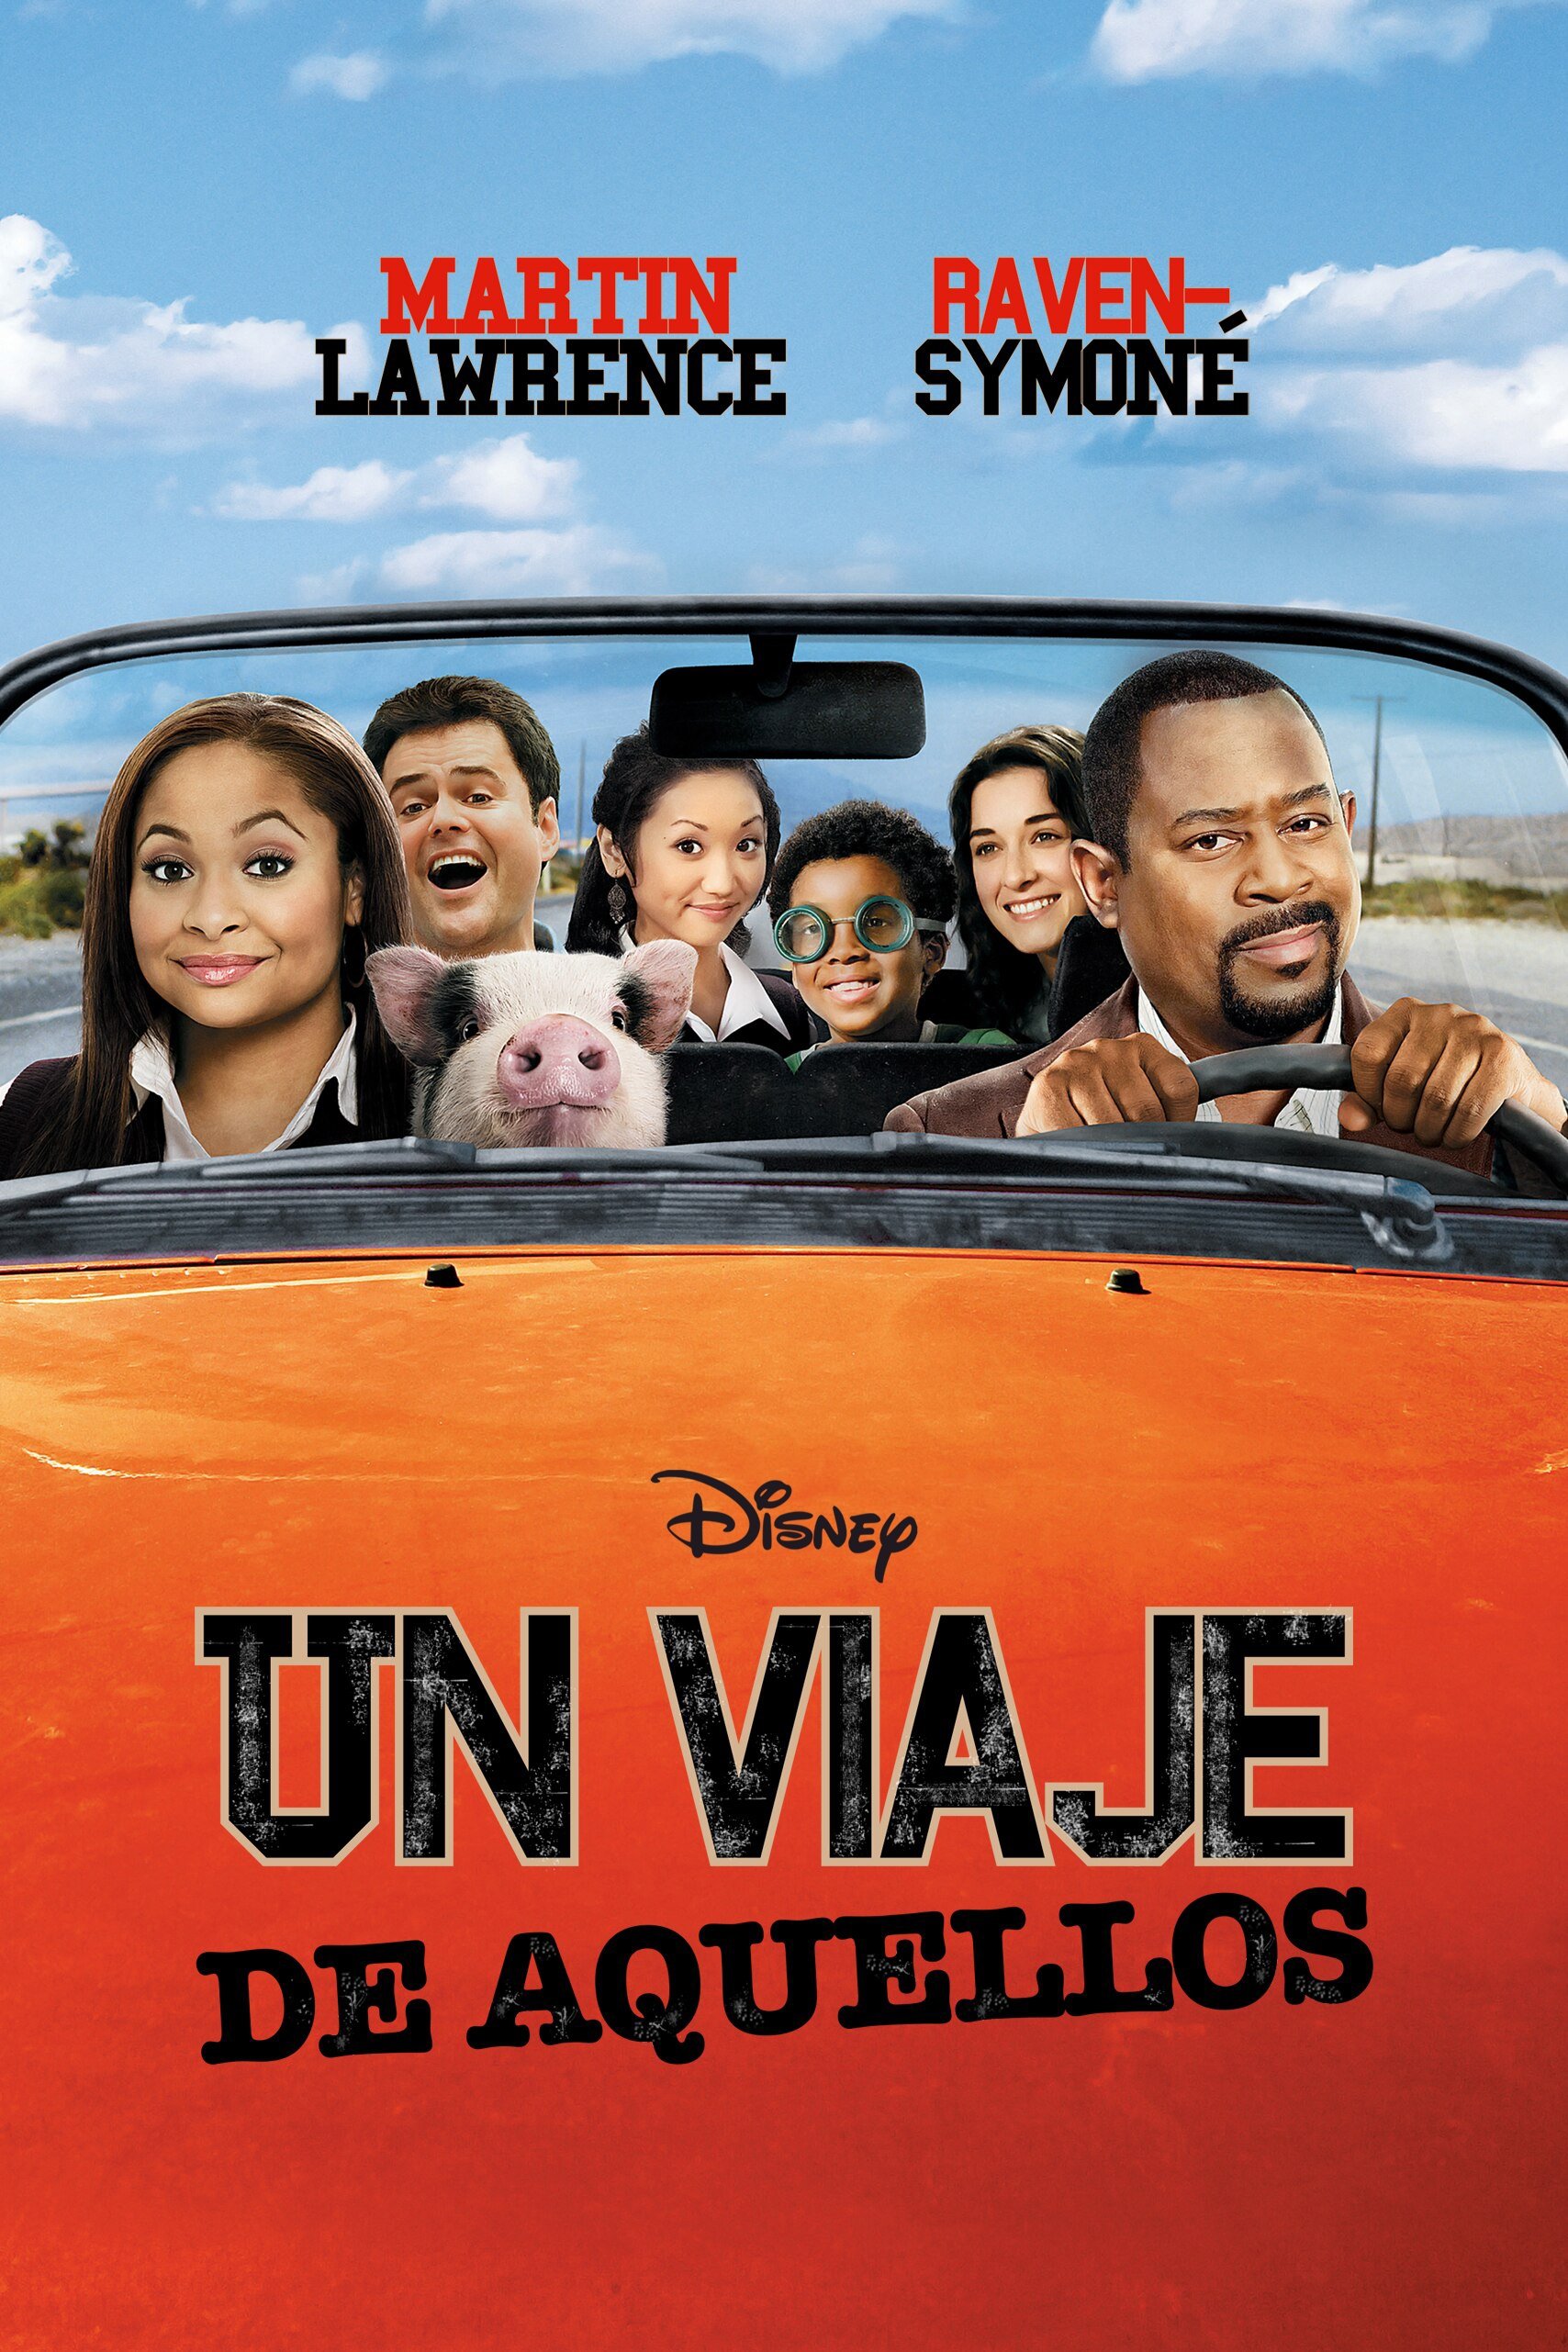 MARTIN
LAWRENCE
RAVEN-
SYMONÉ
DISNEY
UN VIAJE
DE AQUELLOS